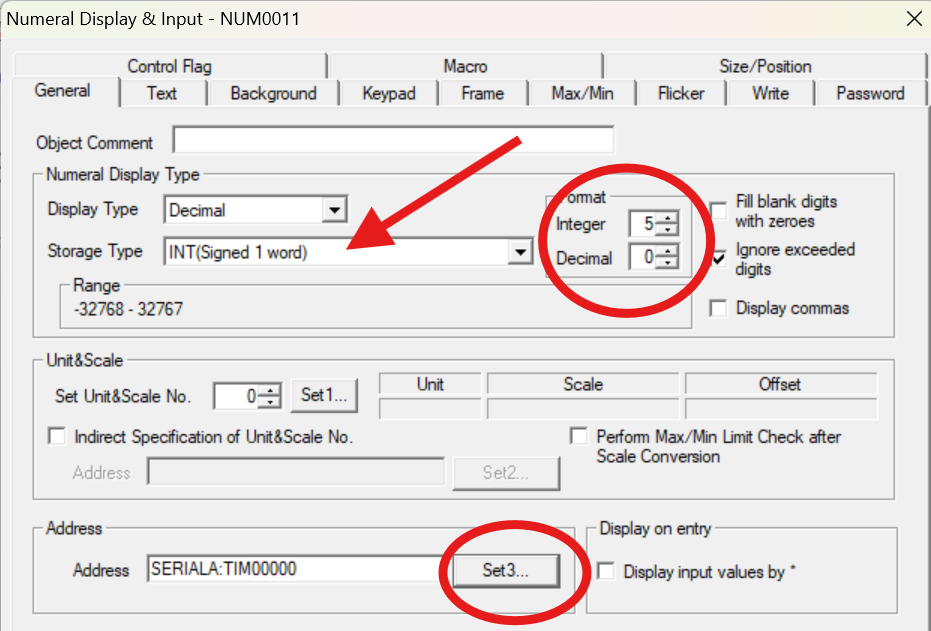 Numeral Display & Input - NUM0011
Control Flag
Macro
Size/Position
General
Text
Background
Keypad
Frame
Max/Min
Flicker
Write
Password
Object Comment
Numeral Display Type
Display Type
Decimal
Storage Type
INT(Signed 1 word)
Format
Integer
5
Decimal
0
Fill blank digits
with zeroes
Ignore exceeded
digits
Display commas
Range
-32768 - 32767
Unit&Scale
Set Unit&Scale No.
0
Set1...
Unit
Scale
Offset
Indirect Specification of Unit&Scale No.
Address
Set2...
Perform Max/Min Limit Check after
Scale Conversion
Address
Address
SERIALA:TIM00000
Set3...
Display on entry
Display input values by *